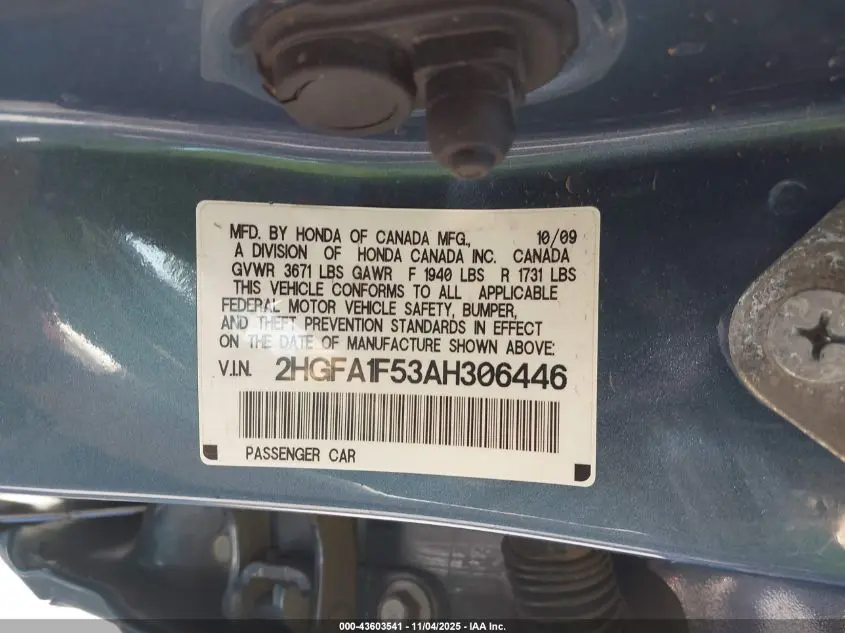 MFD. BY HONDA OF CANADA MFG., 10/09
A DIVISION OF HONDA CANADA INC. CANADA
GVWR 3671 LBS GAWR F 1940 LBS R 1731 LBS
THIS VEHICLE CONFORMS TO ALL APPLICABLE
FEDERAL MOTOR VEHICLE SAFETY, BUMPER,
AND THEFT PREVENTION STANDARDS IN EFFECT
ON THE DATE OF MANUFACTURE SHOWN ABOVE:
V.I.N. 2HGFA1F53AH306446
PASSENGER CAR
000-43603541 — 11/04/2025 — IAA Inc.